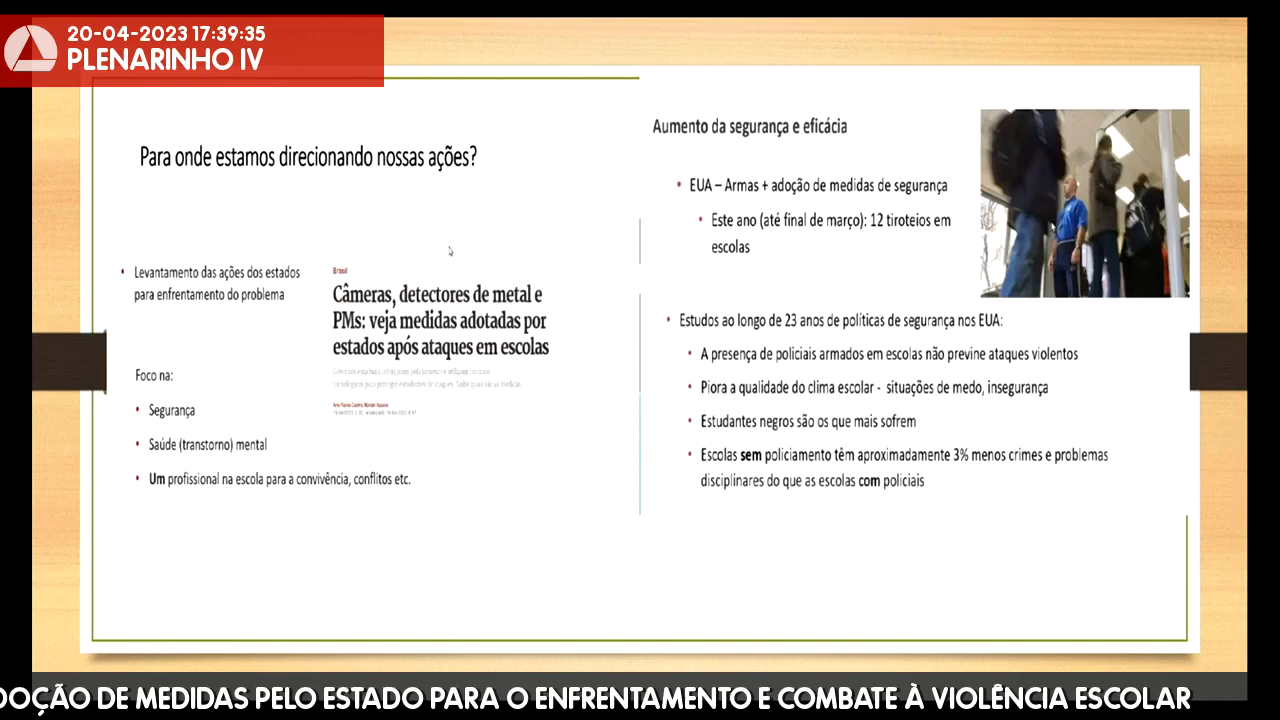 20-04-2023 17:39:35
PLENARINHO IV
Para onde estamos direcionando nossas ações?
Levantamento das ações dos estados
para enfrentamento do problema
Brasil
Câmeras, detectores de metal e
PMs: veja medidas adotadas por
estados após ataques em escolas
Foco na:
Segurança
Saúde (transtorno) mental
Um profissional na escola para a convivência, conflitos etc.
Aumento da segurança e eficácia
EUA – Armas + adoção de medidas de segurança
Este ano (até final de março): 12 tiroteios em
escolas
Estudos ao longo de 23 anos de políticas de segurança nos EUA:
A presença de policiais armados em escolas não previne ataques violentos
Piora a qualidade do clima escolar - situações de medo, insegurança
Estudantes negros são os que mais sofrem
Escolas sem policiamento têm aproximadamente 3% menos crimes e problemas
disciplinares do que as escolas com policiais
DOÇÃO DE MEDIDAS PELO ESTADO PARA O ENFRENTAMENTO E COMBATE À VIOLÊNCIA ESCOLAR